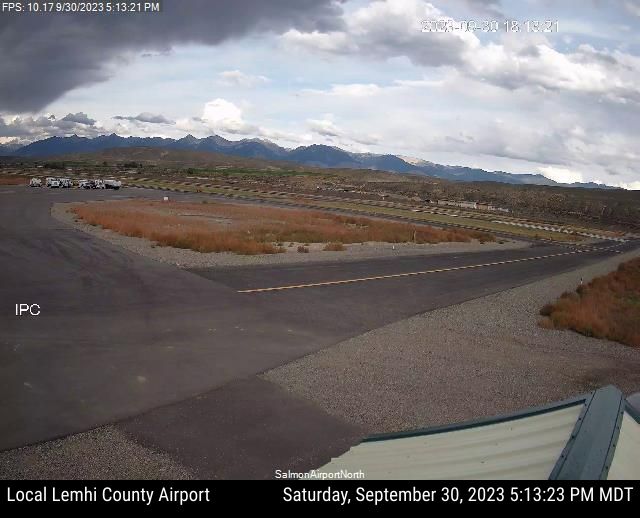 FPS: 10.17 9/30/2023 5:13:21 PM
2023-09-30 18:13:21
IPC
SalmonAirportNorth
Local Lemhi County Airport Saturday, September 30, 2023 5:13:23 PM MDT